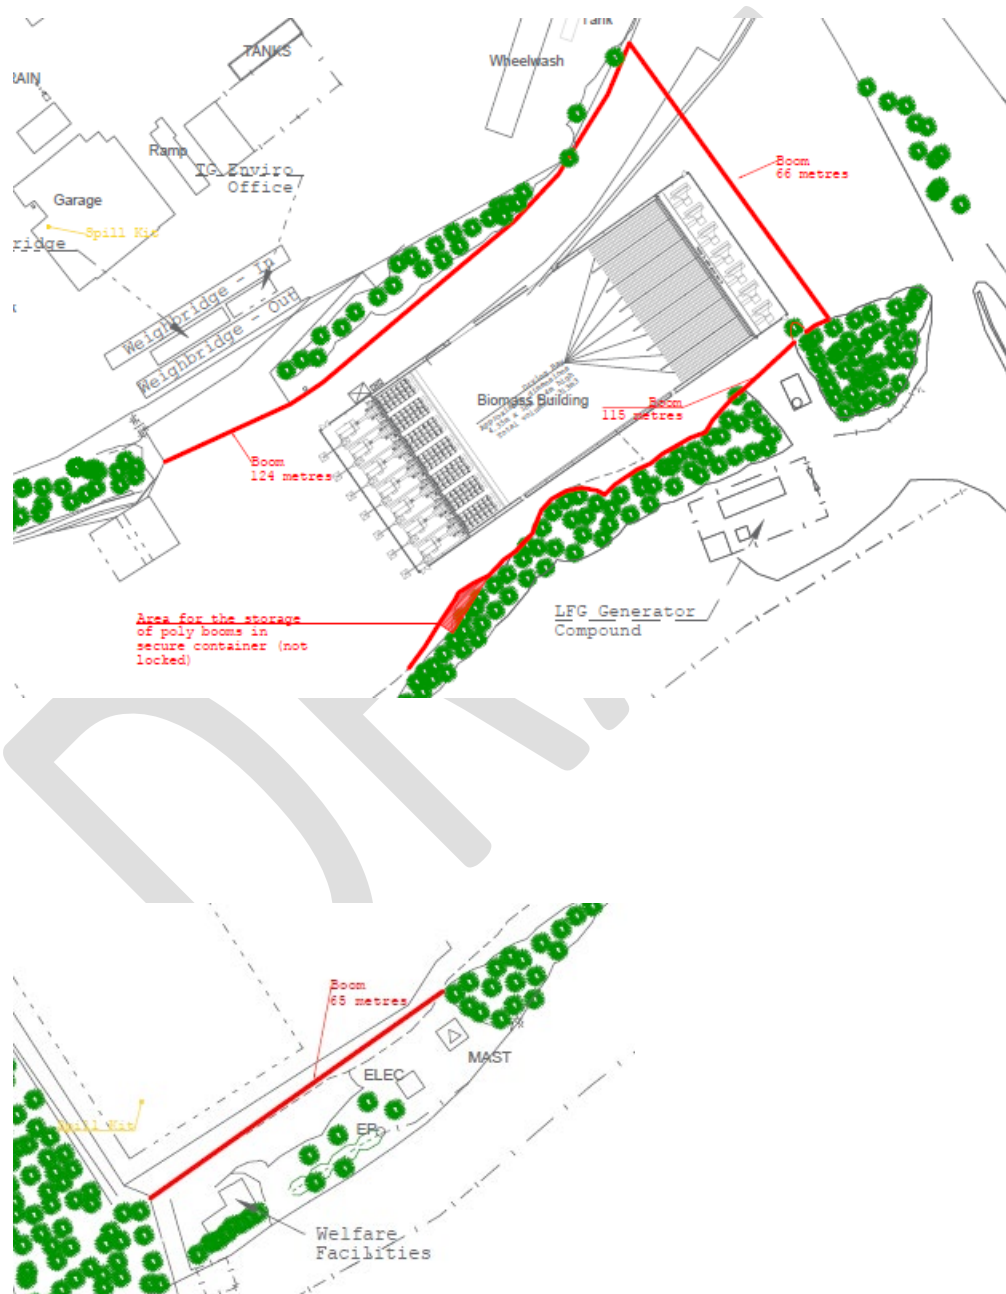 Tank
TANKS
Wheelwash
RAIN
Ramp
TG Enviro
Office
Boom
66 metres
Garage
Spill Kit
ridge
Weighbridge - In
Weighbridge - Out
Biomass Building
Boom
115 metres
Boom
124 metres
Area for the storage
of poly booms in
secure container (not
locked)
LFG Generator
Compound
Boom
65 metres
MAST
ELEC
EP
Spill Kit
Welfare
Facilities